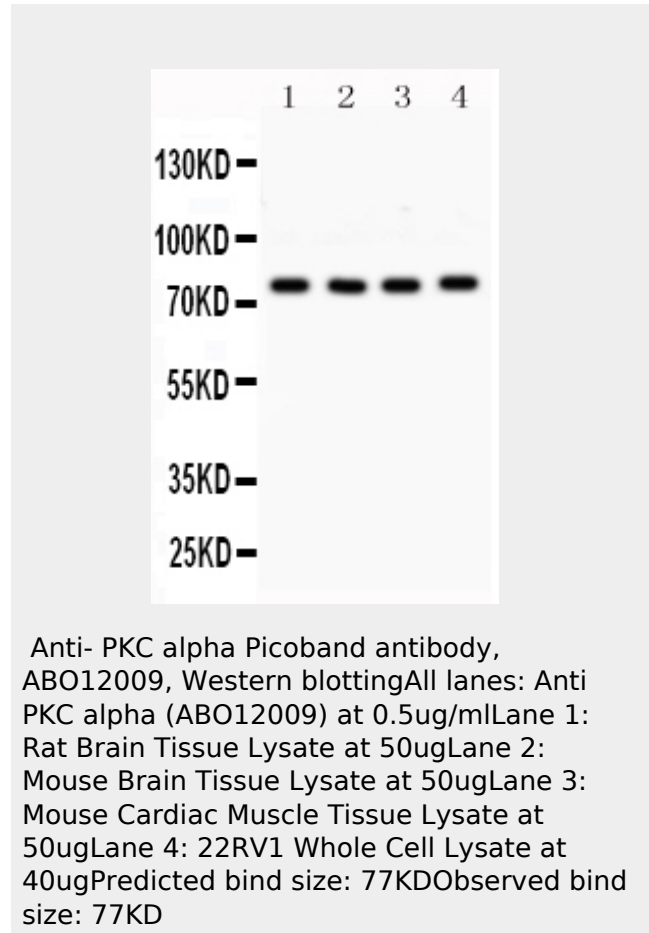 1 2 3 4
130KD
100KD
70KD
55KD
35KD
25KD
Anti- PKC alpha Picoband antibody,
ABO12009, Western blottingAll lanes: Anti
PKC alpha (ABO12009) at 0.5ug/mlLane 1:
Rat Brain Tissue Lysate at 50ugLane 2:
Mouse Brain Tissue Lysate at 50ugLane 3:
Mouse Cardiac Muscle Tissue Lysate at
50ugLane 4: 22RV1 Whole Cell Lysate at
40ugPredicted bind size: 77KDObserved bind
size: 77KD